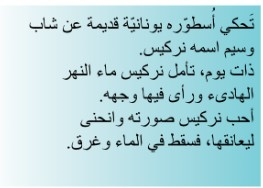 تَحكي أُسطوّره يونانيّة قديمة عن شاب
وسيم اسمه نركيس.
ذات يوم، تأمل نركيس ماء النهر
الهادىء ورأى فيها وجهه.
أحب نركيس صورته وانحنى
ليعانقها، فسقط في الماء وغرق.